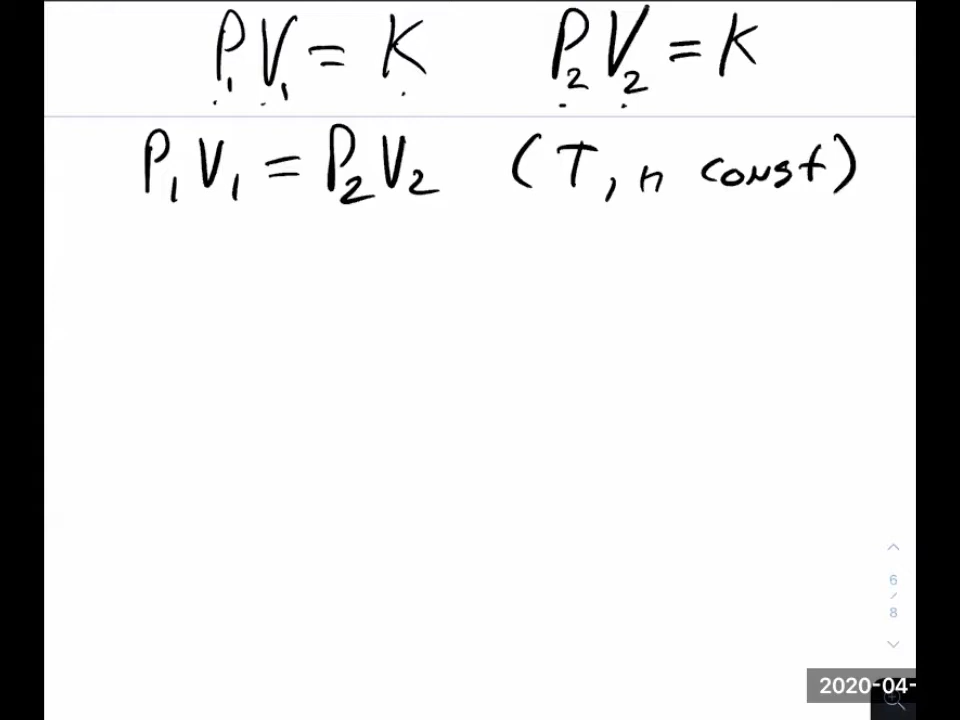 P₁V₁ = K P₂V₂ = K
P₁V₁ = P₂V₂ (T, n const)
6
/
8
2020-04-